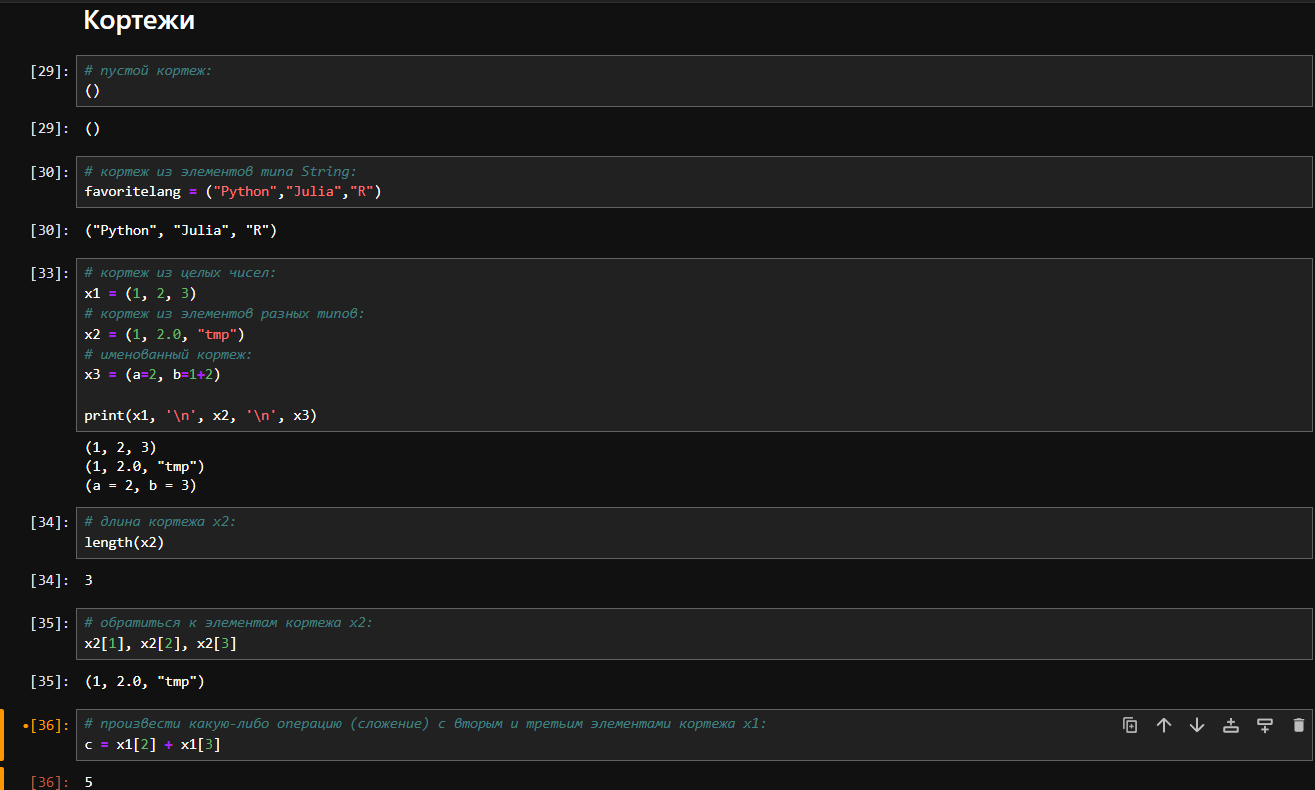 Кортежи
[29]: # пустой кортеж:
()
[29]: ()
[30]: # кортеж из элементов типа String:
favoritelang = ("Python","Julia","R")
[30]: ("Python", "Julia", "R")
[33]: # кортеж из целых чисел:
x1 = (1, 2, 3)
# кортеж из элементов разных типов:
x2 = (1, 2.0, "tmp")
# именованный кортеж:
x3 = (a=2, b=1+2)
print(x1, '\n', x2, '\n', x3)
(1, 2, 3)
(1, 2.0, "tmp")
(a = 2, b = 3)
[34]: # длина кортежа x2:
length(x2)
[34]: 3
[35]: # обратиться к элементам кортежа x2:
x2[1], x2[2], x2[3]
[35]: (1, 2.0, "tmp")
•[36]: # произвести какую-либо операцию (сложение) с вторым и третьим элементами кортежа x1:
c = x1[2] + x1[3]
[36]: 5